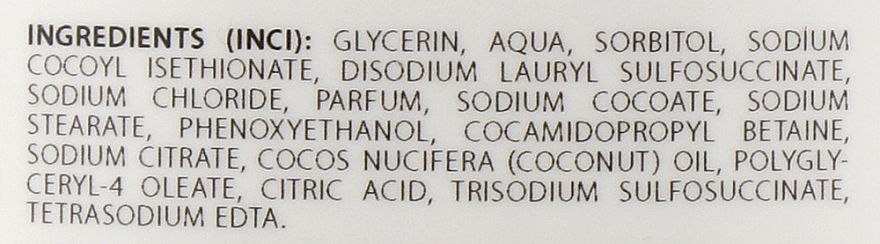 INGREDIENTS (INCI): GLYCERIN, AQUA, SORBITOL, SODIUM
COCOYL ISETHIONATE, DISODIUM LAURYL SULFOSUCCINATE,
SODIUM CHLORIDE, PARFUM, SODIUM COCOATE, SODIUM
STEARATE, PHENOXYETHANOL, COCAMIDOPROPYL BETAINE,
SODIUM CITRATE, COCOS NUCIFERA (COCONUT) OIL, POLYGLY-
CERYL-4 OLEATE, CITRIC ACID, TRISODIUM SULFOSUCCINATE,
TETRASODIUM EDTA.